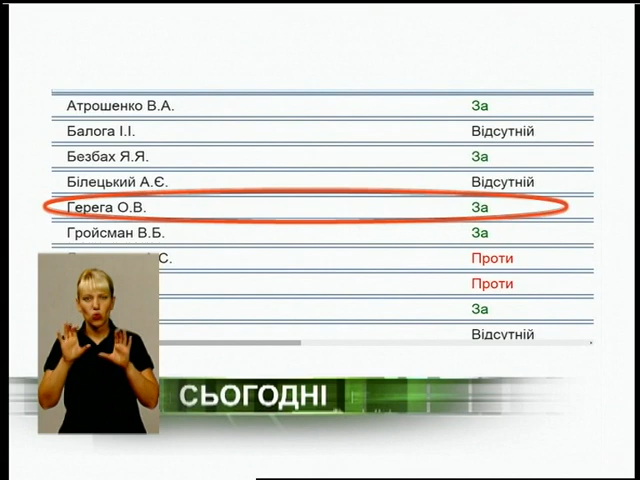 Атрошенко В.А. За
Балога І.І. Відсутній
Безбах Я.Я. За
Білецький А.Є. Відсутній
Герега О.В. За
Гройсман В.Б. За
С. Проти
Проти
За
Відсутній
СЬОГОДНІ